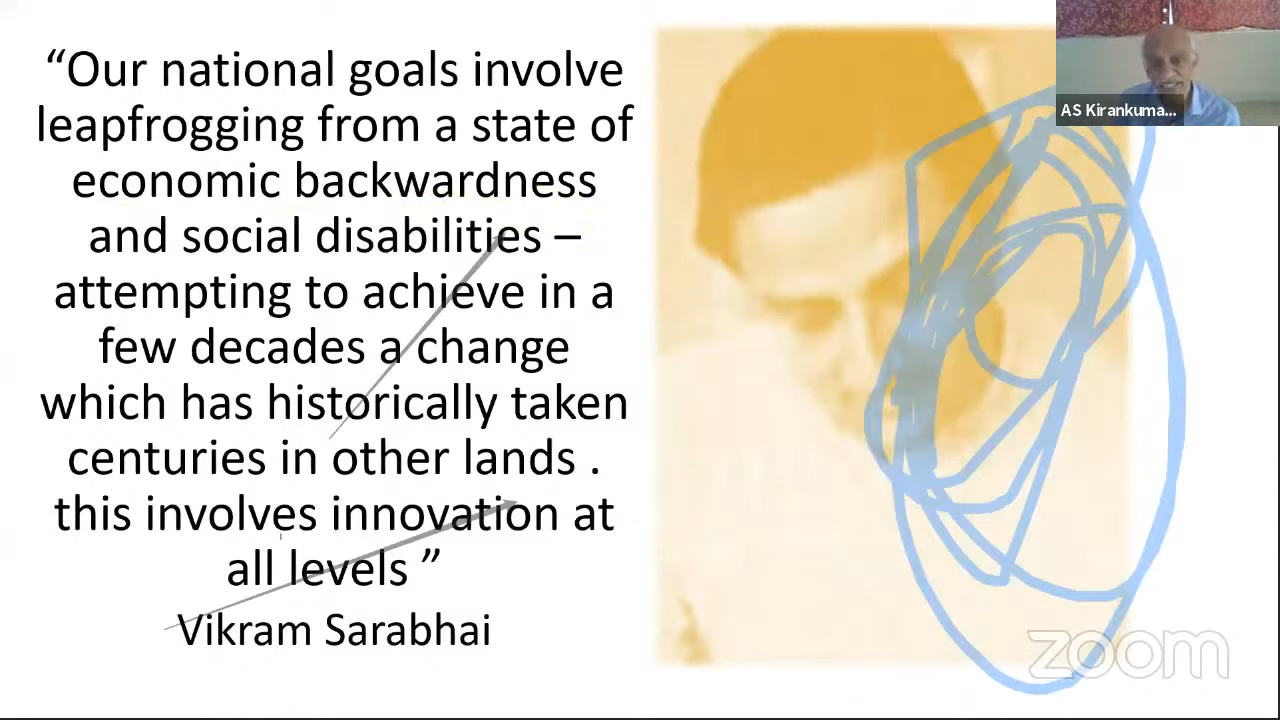 “Our national goals involve
leapfrogging from a state of
economic backwardness
and social disabilities –
attempting to achieve in a
few decades a change
which has historically taken
centuries in other lands .
this involves innovation at
all levels ”
Vikram Sarabhai
AS Kirankuma...
zoom